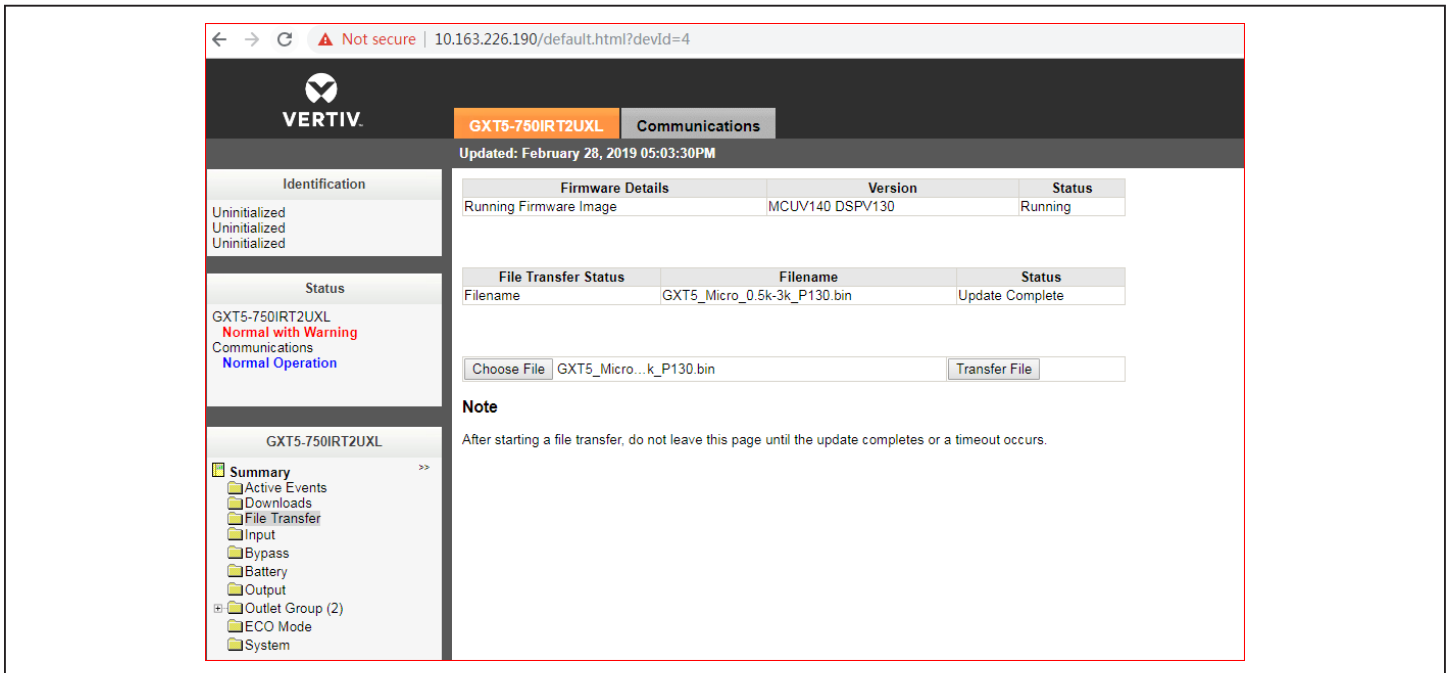 Not secure | 10.163.226.190/default.html?devId=4
VERTIV.
GXT5-750IRT2UXL Communications
Updated: February 28, 2019 05:03:30PM
Identification
Uninitialized
Uninitialized
Uninitialized
Status
GXT5-750IRT2UXL
Normal with Warning
Communications
Normal Operation
GXT5-750IRT2UXL
Summary >>
Active Events
Downloads
File Transfer
Input
Bypass
Battery
Output
Outlet Group (2)
ECO Mode
System
Firmware Details Version Status
Running Firmware Image MCUV140 DSPV130 Running
File Transfer Status Filename Status
Filename GXT5_Micro_0.5k-3k_P130.bin Update Complete
Choose File GXT5_Micro…k_P130.bin Transfer File
Note
After starting a file transfer, do not leave this page until the update completes or a timeout occurs.